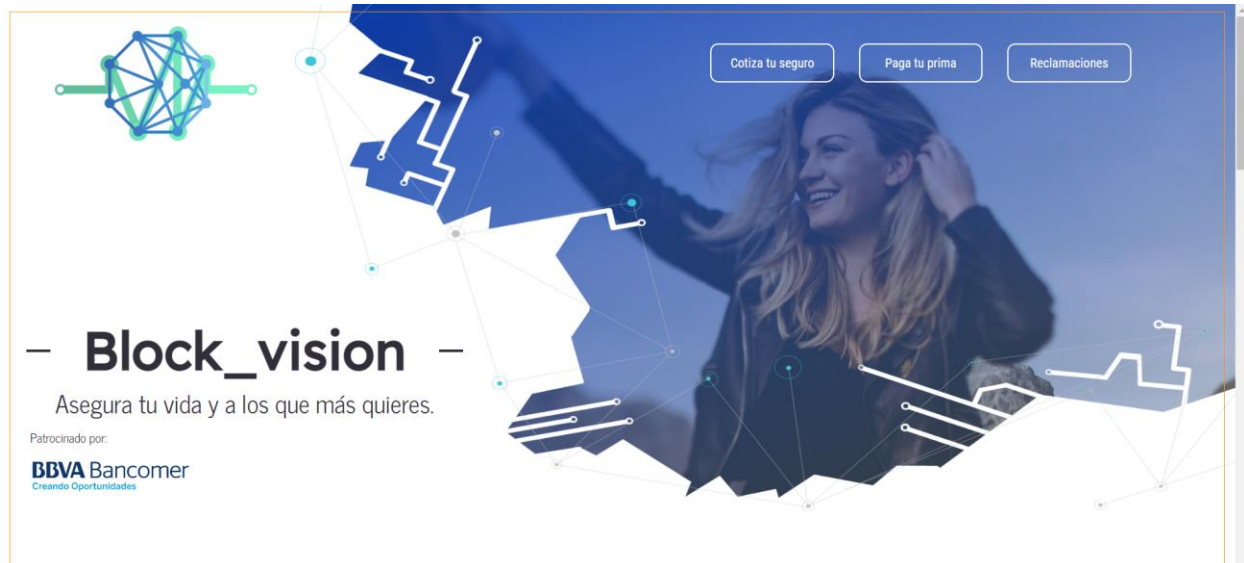 Cotiza tu seguro
Paga tu prima
Reclamaciones
— Block_vision —
Asegura tu vida y a los que más quieres.
Patrocinado por:
BBVA Bancomer
Creando Oportunidades